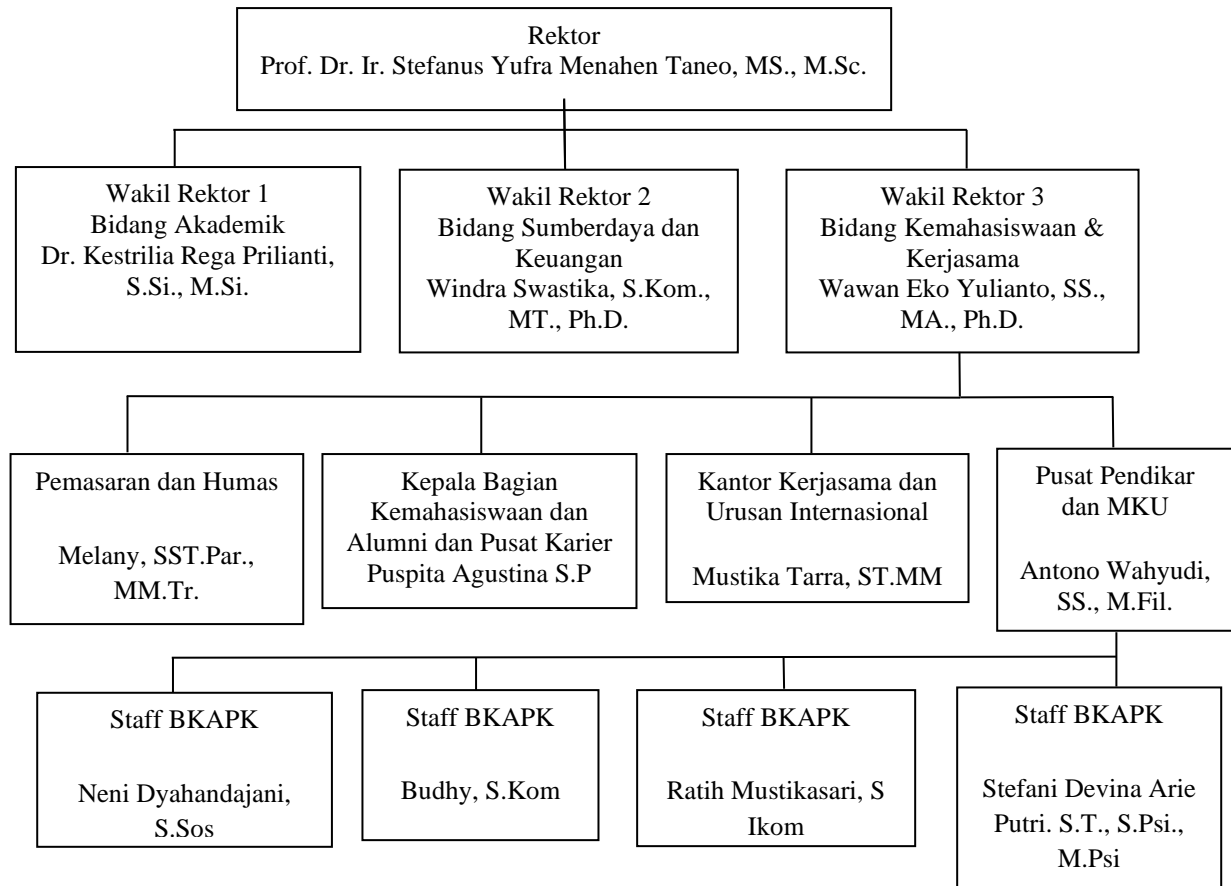 Rektor
Prof. Dr. Ir. Stefanus Yufra Menahen Taneo, MS., M.Sc.
Wakil Rektor 1
Bidang Akademik
Dr. Kestrilia Rega Prilianti,
S.Si., M.Si.
Wakil Rektor 2
Bidang Sumberdaya dan
Keuangan
Windra Swastika, S.Kom.,
MT., Ph.D.
Wakil Rektor 3
Bidang Kemahasiswaan &
Kerjasama
Wawan Eko Yulianto, SS.,
MA., Ph.D.
Pemasaran dan Humas
Melany, SST.Par.,
MM.Tr.
Kepala Bagian
Kemahasiswaan dan
Alumni dan Pusat Karier
Puspita Agustina S.P
Kantor Kerjasama dan
Urusan Internasional
Mustika Tarra, ST.MM
Pusat Pendikar
dan MKU
Antono Wahyudi,
SS., M.Fil.
Staff BKAPK
Neni Dyahandajani,
S.Sos
Staff BKAPK
Budhy, S.Kom
Staff BKAPK
Ratih Mustikasari, S
Ikom
Staff BKAPK
Stefani Devina Arie
Putri. S.T., S.Psi.,
M.Psi